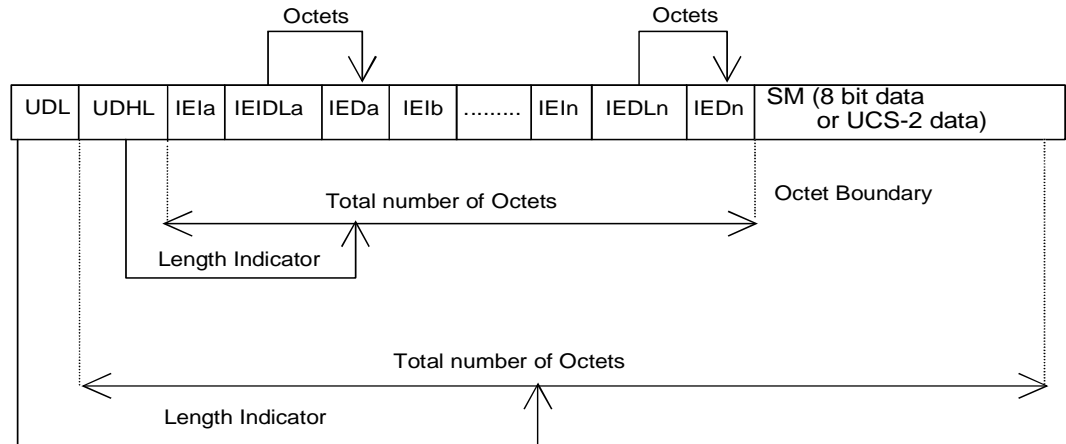 Octets Octets
UDL UDHL IEIa IEIDLa IEDa IEIb ......... IEIn IEDLn IEDn SM (8 bit data
or UCS-2 data)
Total number of Octets Octet Boundary
Length Indicator
Total number of Octets
Length Indicator